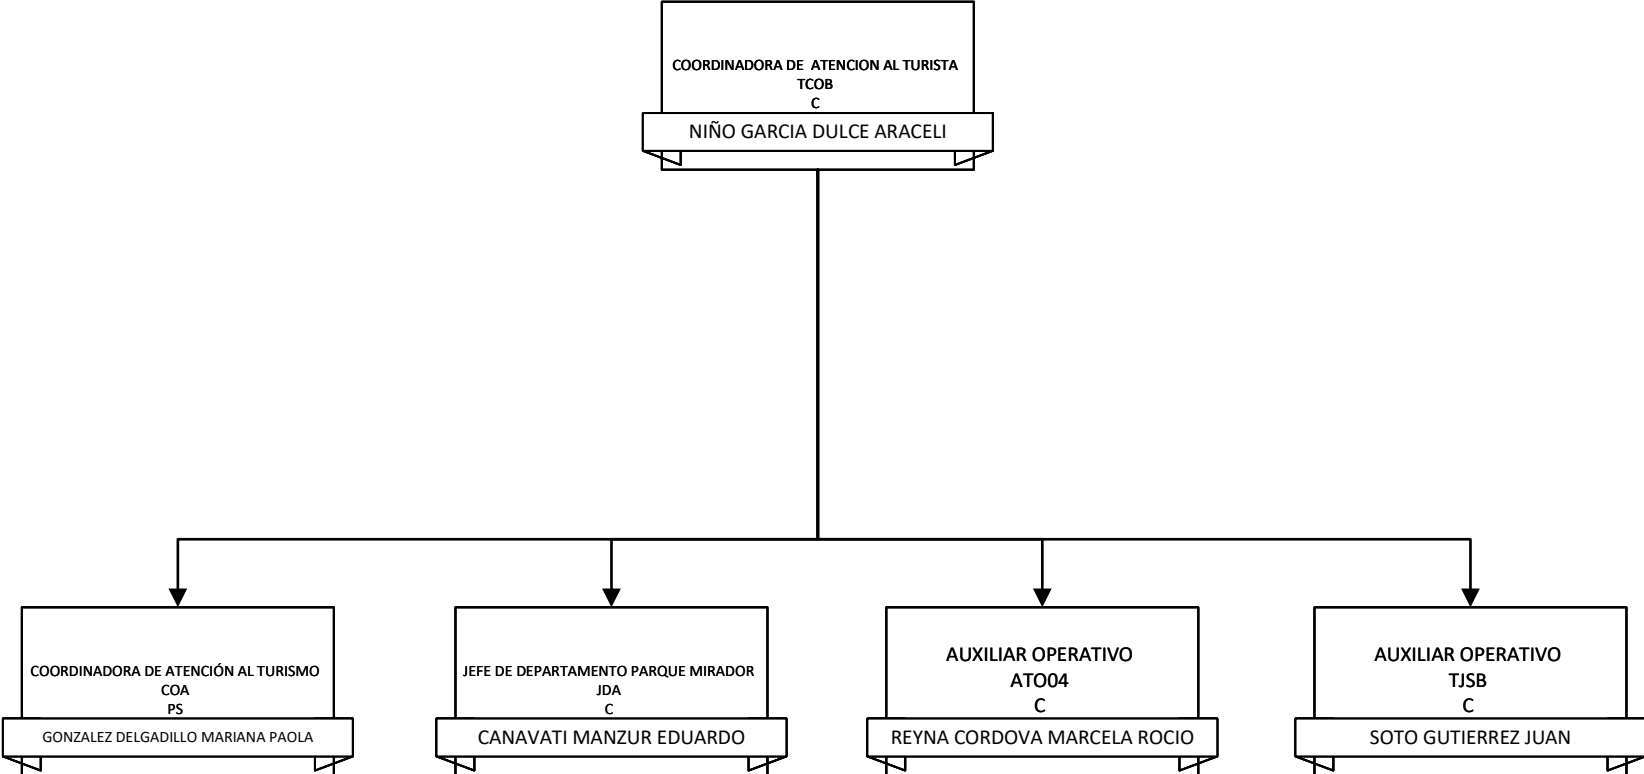 COORDINADORA DE ATENCION AL TURISTA
TCOB
C
NIÑO GARCIA DULCE ARACELI
COORDINADORA DE ATENCIÓN AL TURISMO
COA
PS
GONZALEZ DELGADILLO MARIANA PAOLA
JEFE DE DEPARTAMENTO PARQUE MIRADOR
JDA
C
CANAVATI MANZUR EDUARDO
AUXILIAR OPERATIVO
ATO04
C
REYNA CORDOVA MARCELA ROCIO
AUXILIAR OPERATIVO
TJSB
C
SOTO GUTIERREZ JUAN